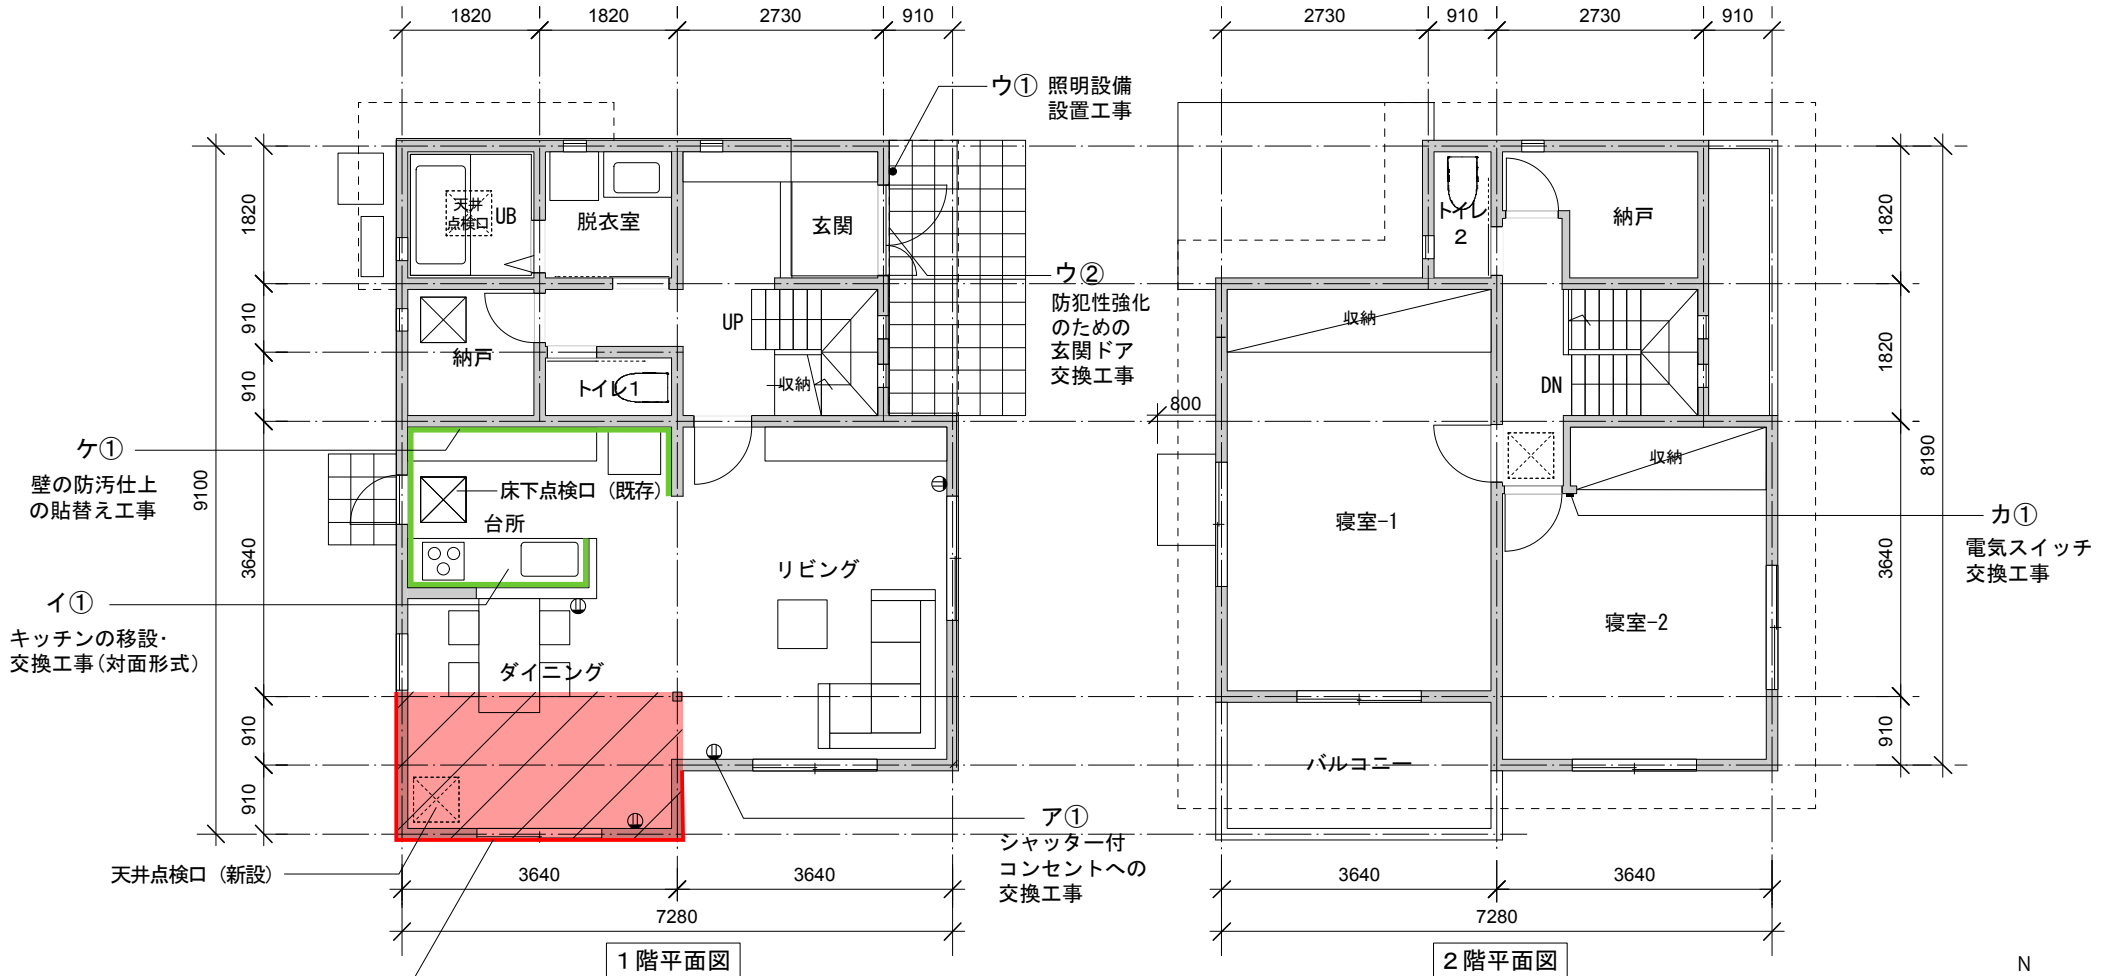 1820
1820
2730
910
2730
910
2730
910
ウ① 照明設備
設置工事
天井
点検口
UB
脱衣室
玄関
トイレ
2
納戸
1820
910
910
9100
3640
910
910
1820
1820
8190
3640
910
ウ②
防犯性強化
のための
玄関ドア
交換工事
UP
収納
納戸
トイレ1
収納
DN
800
収納
ケ①
壁の防汚仕上
の貼替え工事
床下点検口（既存）
台所
リビング
寝室-1
寝室-2
カ①
電気スイッチ
交換工事
イ①
キッチンの移設・
交換工事（対面形式）
ダイニング
バルコニー
ア①
シャッター付
コンセントへの
交換工事
天井点検口（新設）
3640
3640
7280
3640
3640
7280
1階平面図
2階平面図
N